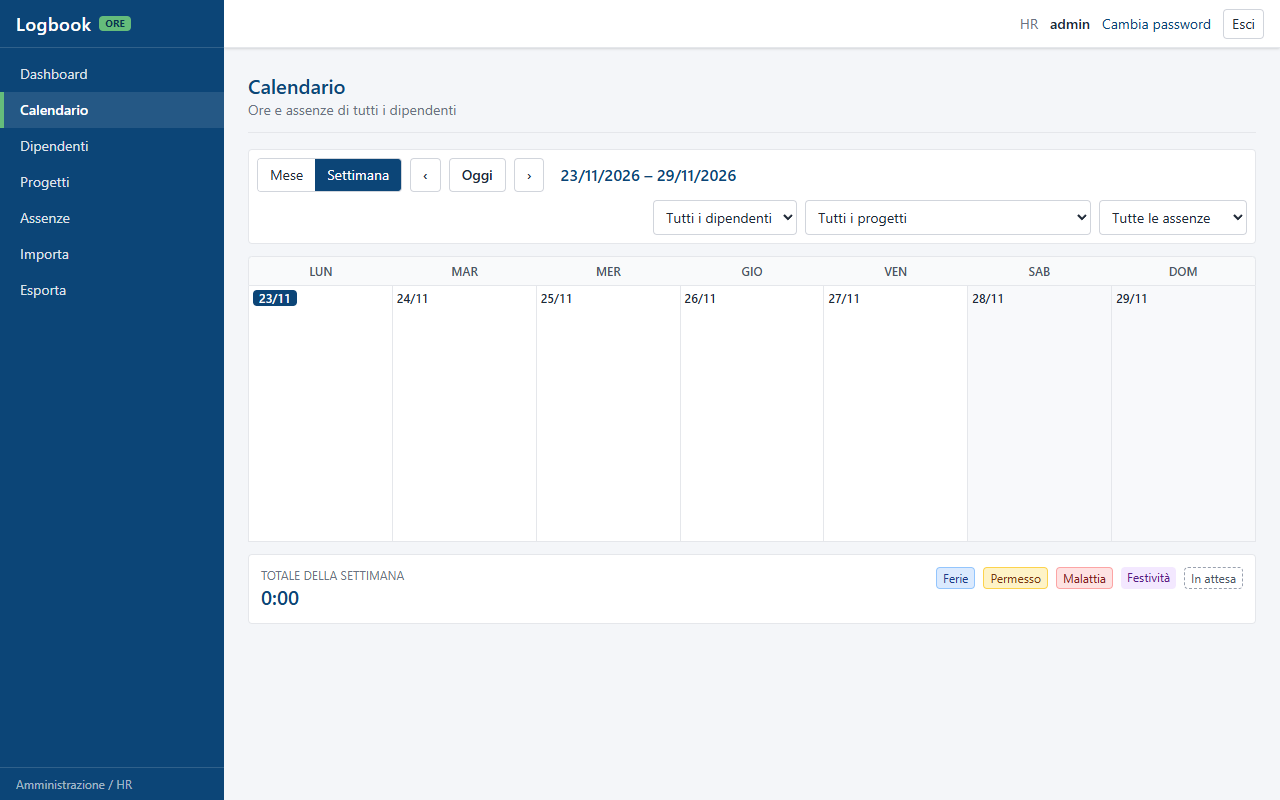 Logbook ORE
HR admin Cambia password Esci
Dashboard
Calendario
Dipendenti
Progetti
Assenze
Importa
Esporta
Amministrazione / HR
Calendario
Ore e assenze di tutti i dipendenti
Mese Settimana ‹ Oggi › 23/11/2026 – 29/11/2026
Tutti i dipendenti Tutti i progetti Tutte le assenze
LUN MAR MER GIO VEN SAB DOM
23/11 24/11 25/11 26/11 27/11 28/11 29/11
TOTALE DELLA SETTIMANA
0:00
Ferie Permesso Malattia Festività In attesa